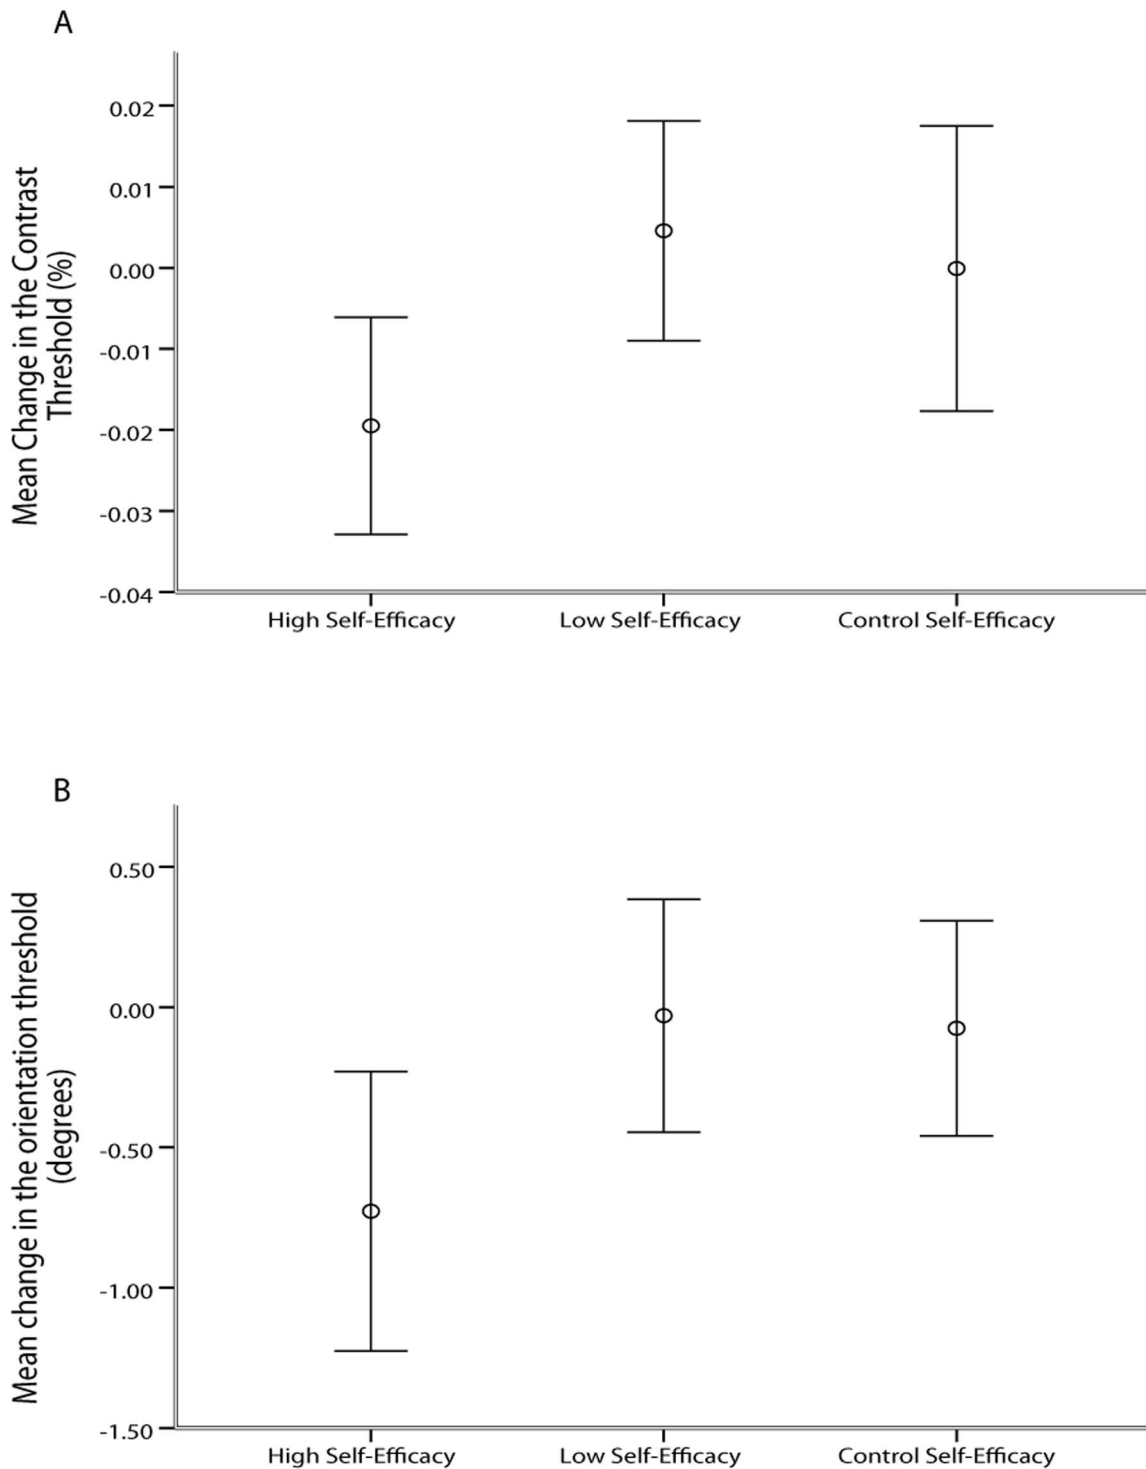 A
Mean Change in the Contrast
Threshold (%)
0.02
0.01
0.00
-0.01
-0.02
-0.03
-0.04
High Self-Efficacy
Low Self-Efficacy
Control Self-Efficacy
B
Mean change in the orientation threshold
(degrees)
0.50
0.00
-0.50
-1.00
-1.50
High Self-Efficacy
Low Self-Efficacy
Control Self-Efficacy